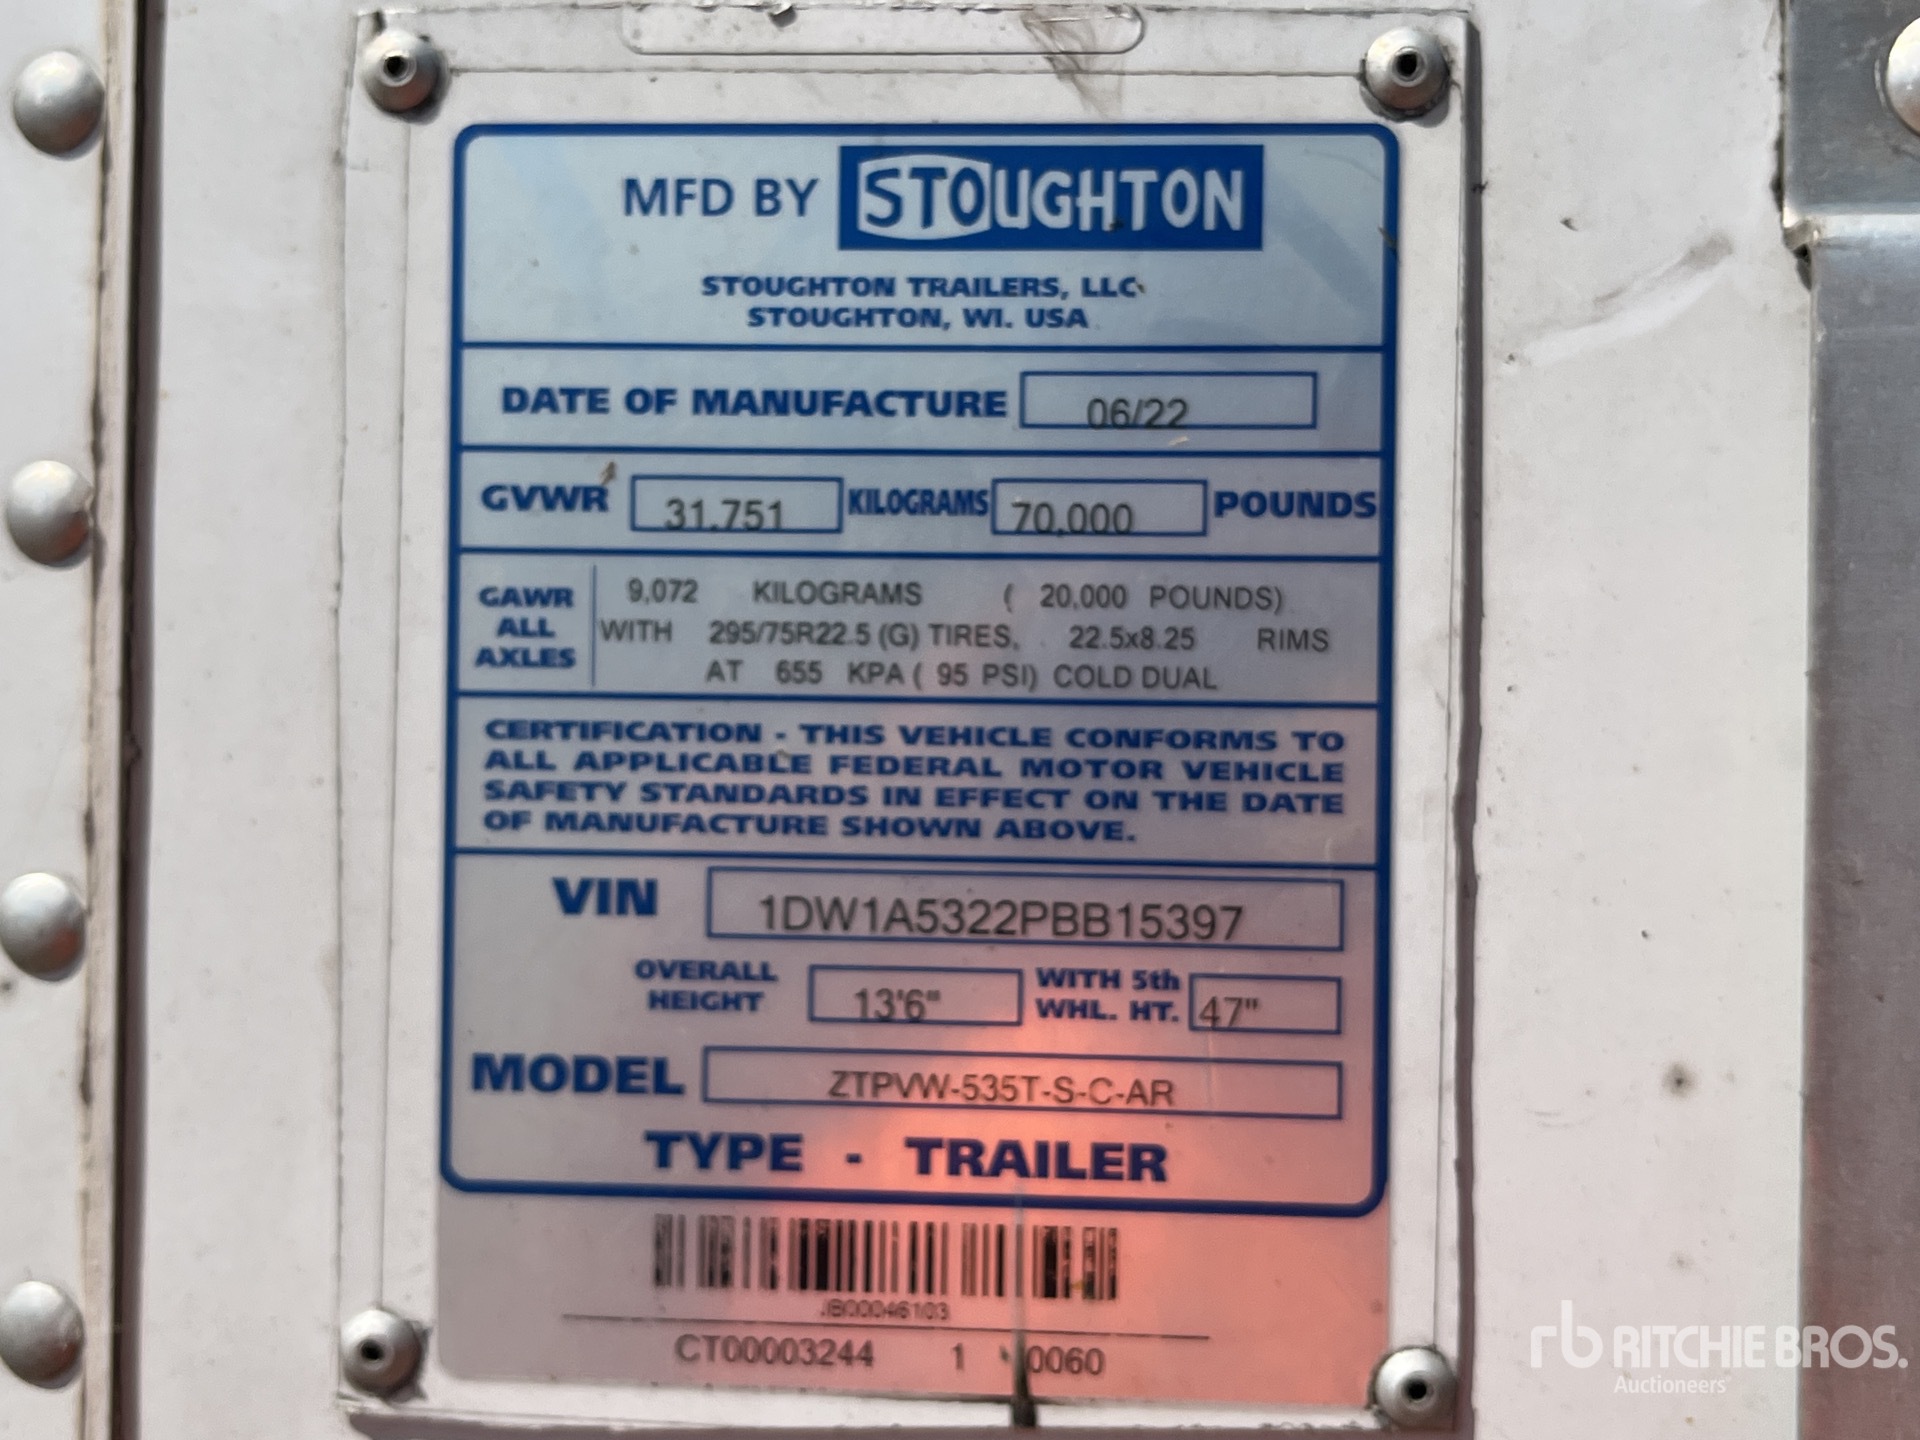 MFD BY STOUGHTON
STOUGHTON TRAILERS, LLC
STOUGHTON, WI. USA
DATE OF MANUFACTURE 06/22
GVWR 31,751 KILOGRAMS 70,000 POUNDS
GAWR ALL AXLES
9,072 KILOGRAMS ( 20,000 POUNDS)
WITH 295/75R22.5 (G) TIRES, 22.5x8.25 RIMS
AT 655 KPA ( 95 PSI) COLD DUAL
CERTIFICATION - THIS VEHICLE CONFORMS TO
ALL APPLICABLE FEDERAL MOTOR VEHICLE
SAFETY STANDARDS IN EFFECT ON THE DATE
OF MANUFACTURE SHOWN ABOVE.
VIN 1DW1A5322PBB15397
OVERALL HEIGHT 13'6" WITH 5th WHL. HT. 47"
MODEL ZTPVW-535T-S-C-AR
TYPE - TRAILER
JB00046103
CT00003244 1 0060
rb RITCHIE BROS.
Auctioneers